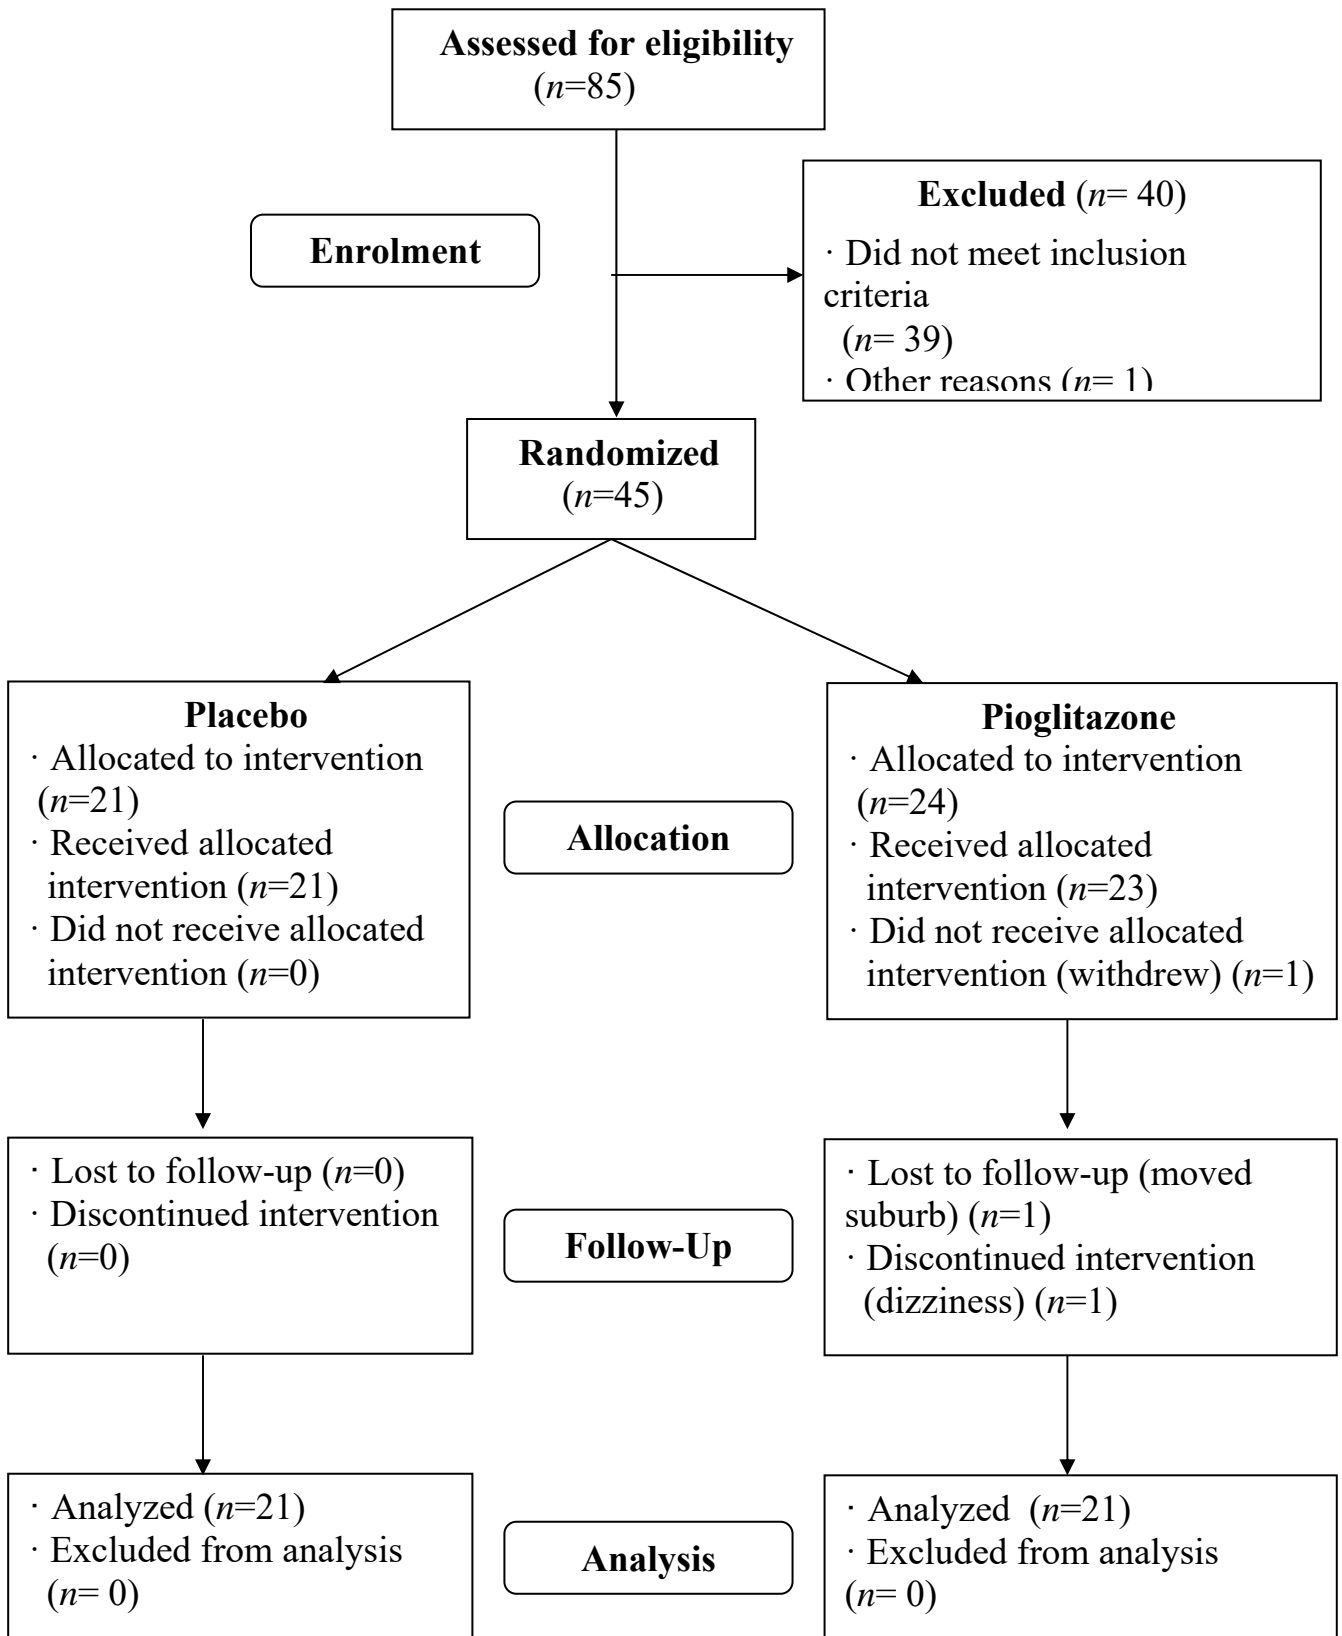 Assessed for eligibility
(n=85)
Excluded (n= 40)
· Did not meet inclusion
criteria
(n= 39)
· Other reasons (n= 1)
Enrolment
Randomized
(n=45)
Placebo
· Allocated to intervention
(n=21)
· Received allocated
intervention (n=21)
· Did not receive allocated
intervention (n=0)
Allocation
Pioglitazone
· Allocated to intervention
(n=24)
· Received allocated
intervention (n=23)
· Did not receive allocated
intervention (withdrew) (n=1)
· Lost to follow-up (n=0)
· Discontinued intervention
(n=0)
Follow-Up
· Lost to follow-up (moved
suburb) (n=1)
· Discontinued intervention
(dizziness) (n=1)
· Analyzed (n=21)
· Excluded from analysis
(n= 0)
Analysis
· Analyzed  (n=21)
· Excluded from analysis
(n= 0)